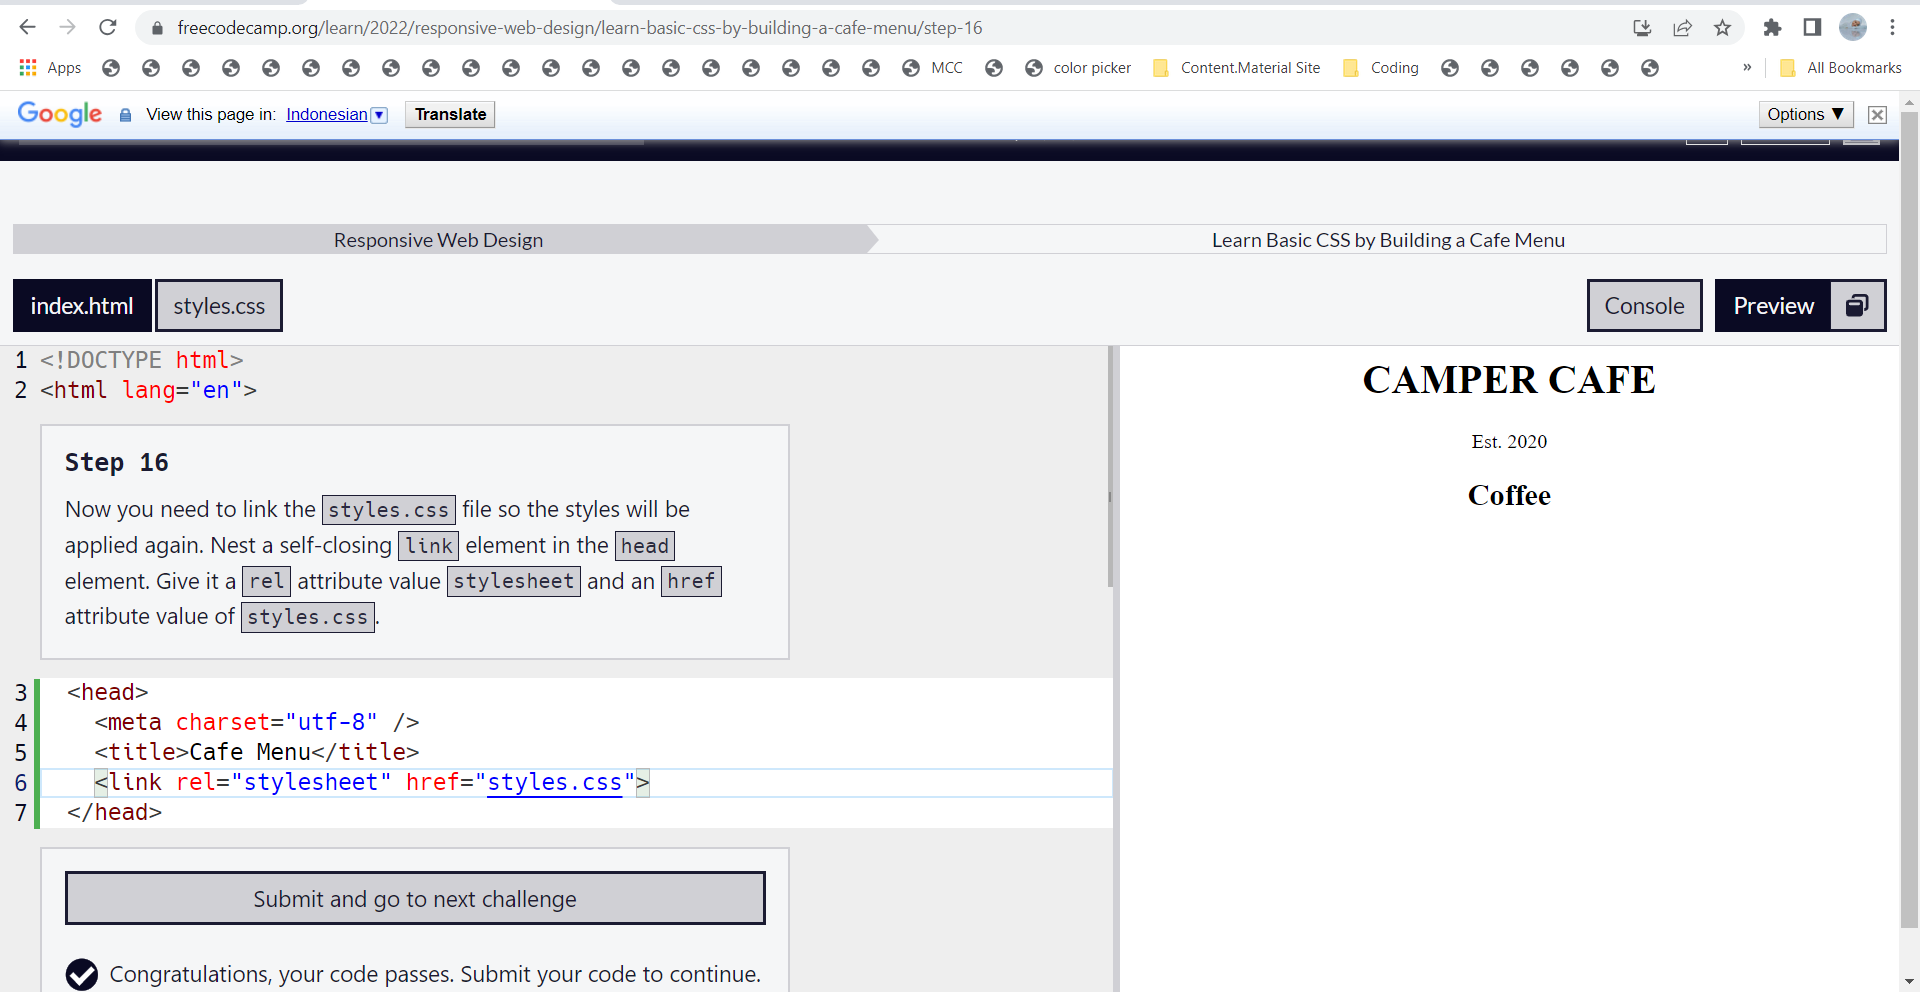 freecodecamp.org/learn/2022/responsive-web-design/learn-basic-css-by-building-a-cafe-menu/step-16
Apps MCC color picker Content.Material Site Coding » All Bookmarks
Google View this page in: Indonesian Translate Options ▼
Responsive Web Design Learn Basic CSS by Building a Cafe Menu
index.html styles.css Console Preview
1 <!DOCTYPE html>
2 <html lang="en">
Step 16
Now you need to link the styles.css file so the styles will be
applied again. Nest a self-closing link element in the head
element. Give it a rel attribute value stylesheet and an href
attribute value of styles.css.
3 <head>
4 <meta charset="utf-8" />
5 <title>Cafe Menu</title>
6 <link rel="stylesheet" href="styles.css">
7 </head>
Submit and go to next challenge
Congratulations, your code passes. Submit your code to continue.
CAMPER CAFE
Est. 2020
Coffee